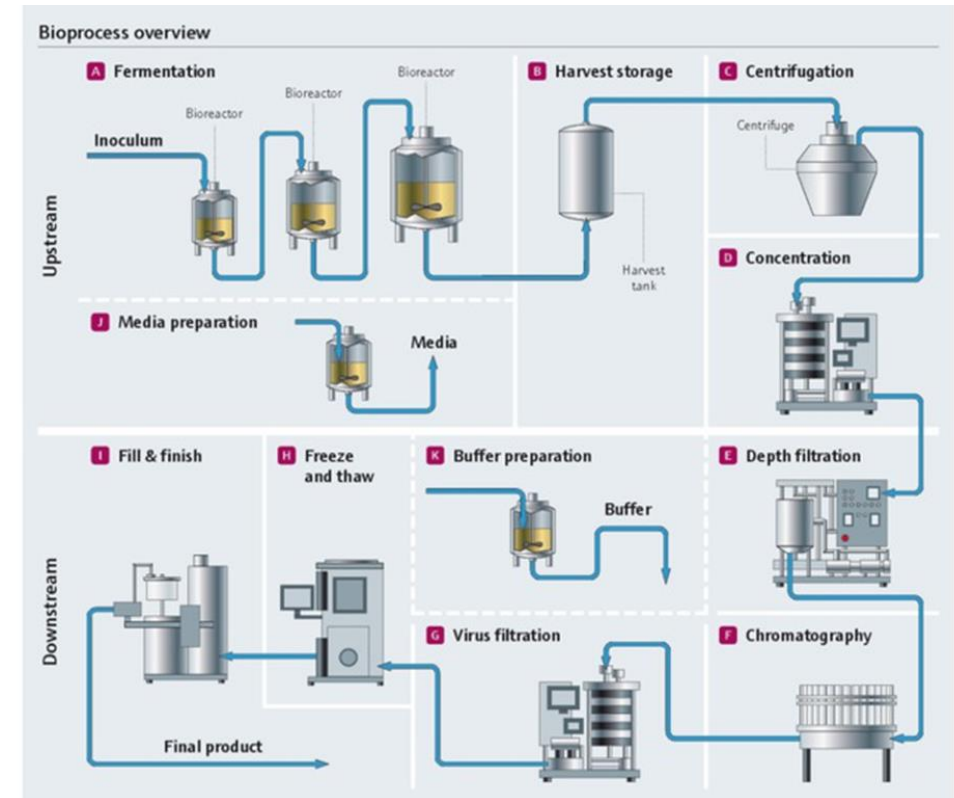 Bioprocess overview
A Fermentation
Bioreactor
Bioreactor
Bioreactor
Inoculum
B Harvest storage
Harvest
tank
C Centrifugation
Centrifuge
Upstream
D Concentration
J Media preparation
Media
I Fill & finish
H Freeze
and thaw
K Buffer preparation
Buffer
E Depth filtration
Downstream
G Virus filtration
F Chromatography
Final product